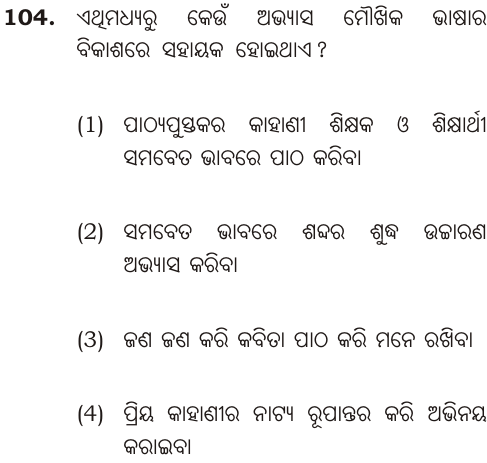 104. ଏଥିମଧ୍ୟରୁ କେଉଁ ଅଭ୍ୟାସ ମୌଖିକ ଭାଷାର
ବିକାଶରେ ସହାୟକ ହୋଇଥାଏ ?
(1) ପାଠ୍ୟପୁସ୍ତକର କାହାଣୀ ଶିକ୍ଷକ ଓ ଶିକ୍ଷାର୍ଥୀ
ସମବେତ ଭାବରେ ପାଠ କରିବା
(2) ସମବେତ ଭାବରେ ଶବ୍ଦର ଶୁଦ୍ଧ ଉଚ୍ଚାରଣ
ଅଭ୍ୟାସ କରିବା
(3) ଜଣ ଜଣ କରି କବିତା ପାଠ କରି ମନେ ରଖିବା
(4) ପ୍ରିୟ କାହାଣୀର ନାଟ୍ୟ ରୂପାନ୍ତର କରି ଅଭିନୟ
କରାଇବା